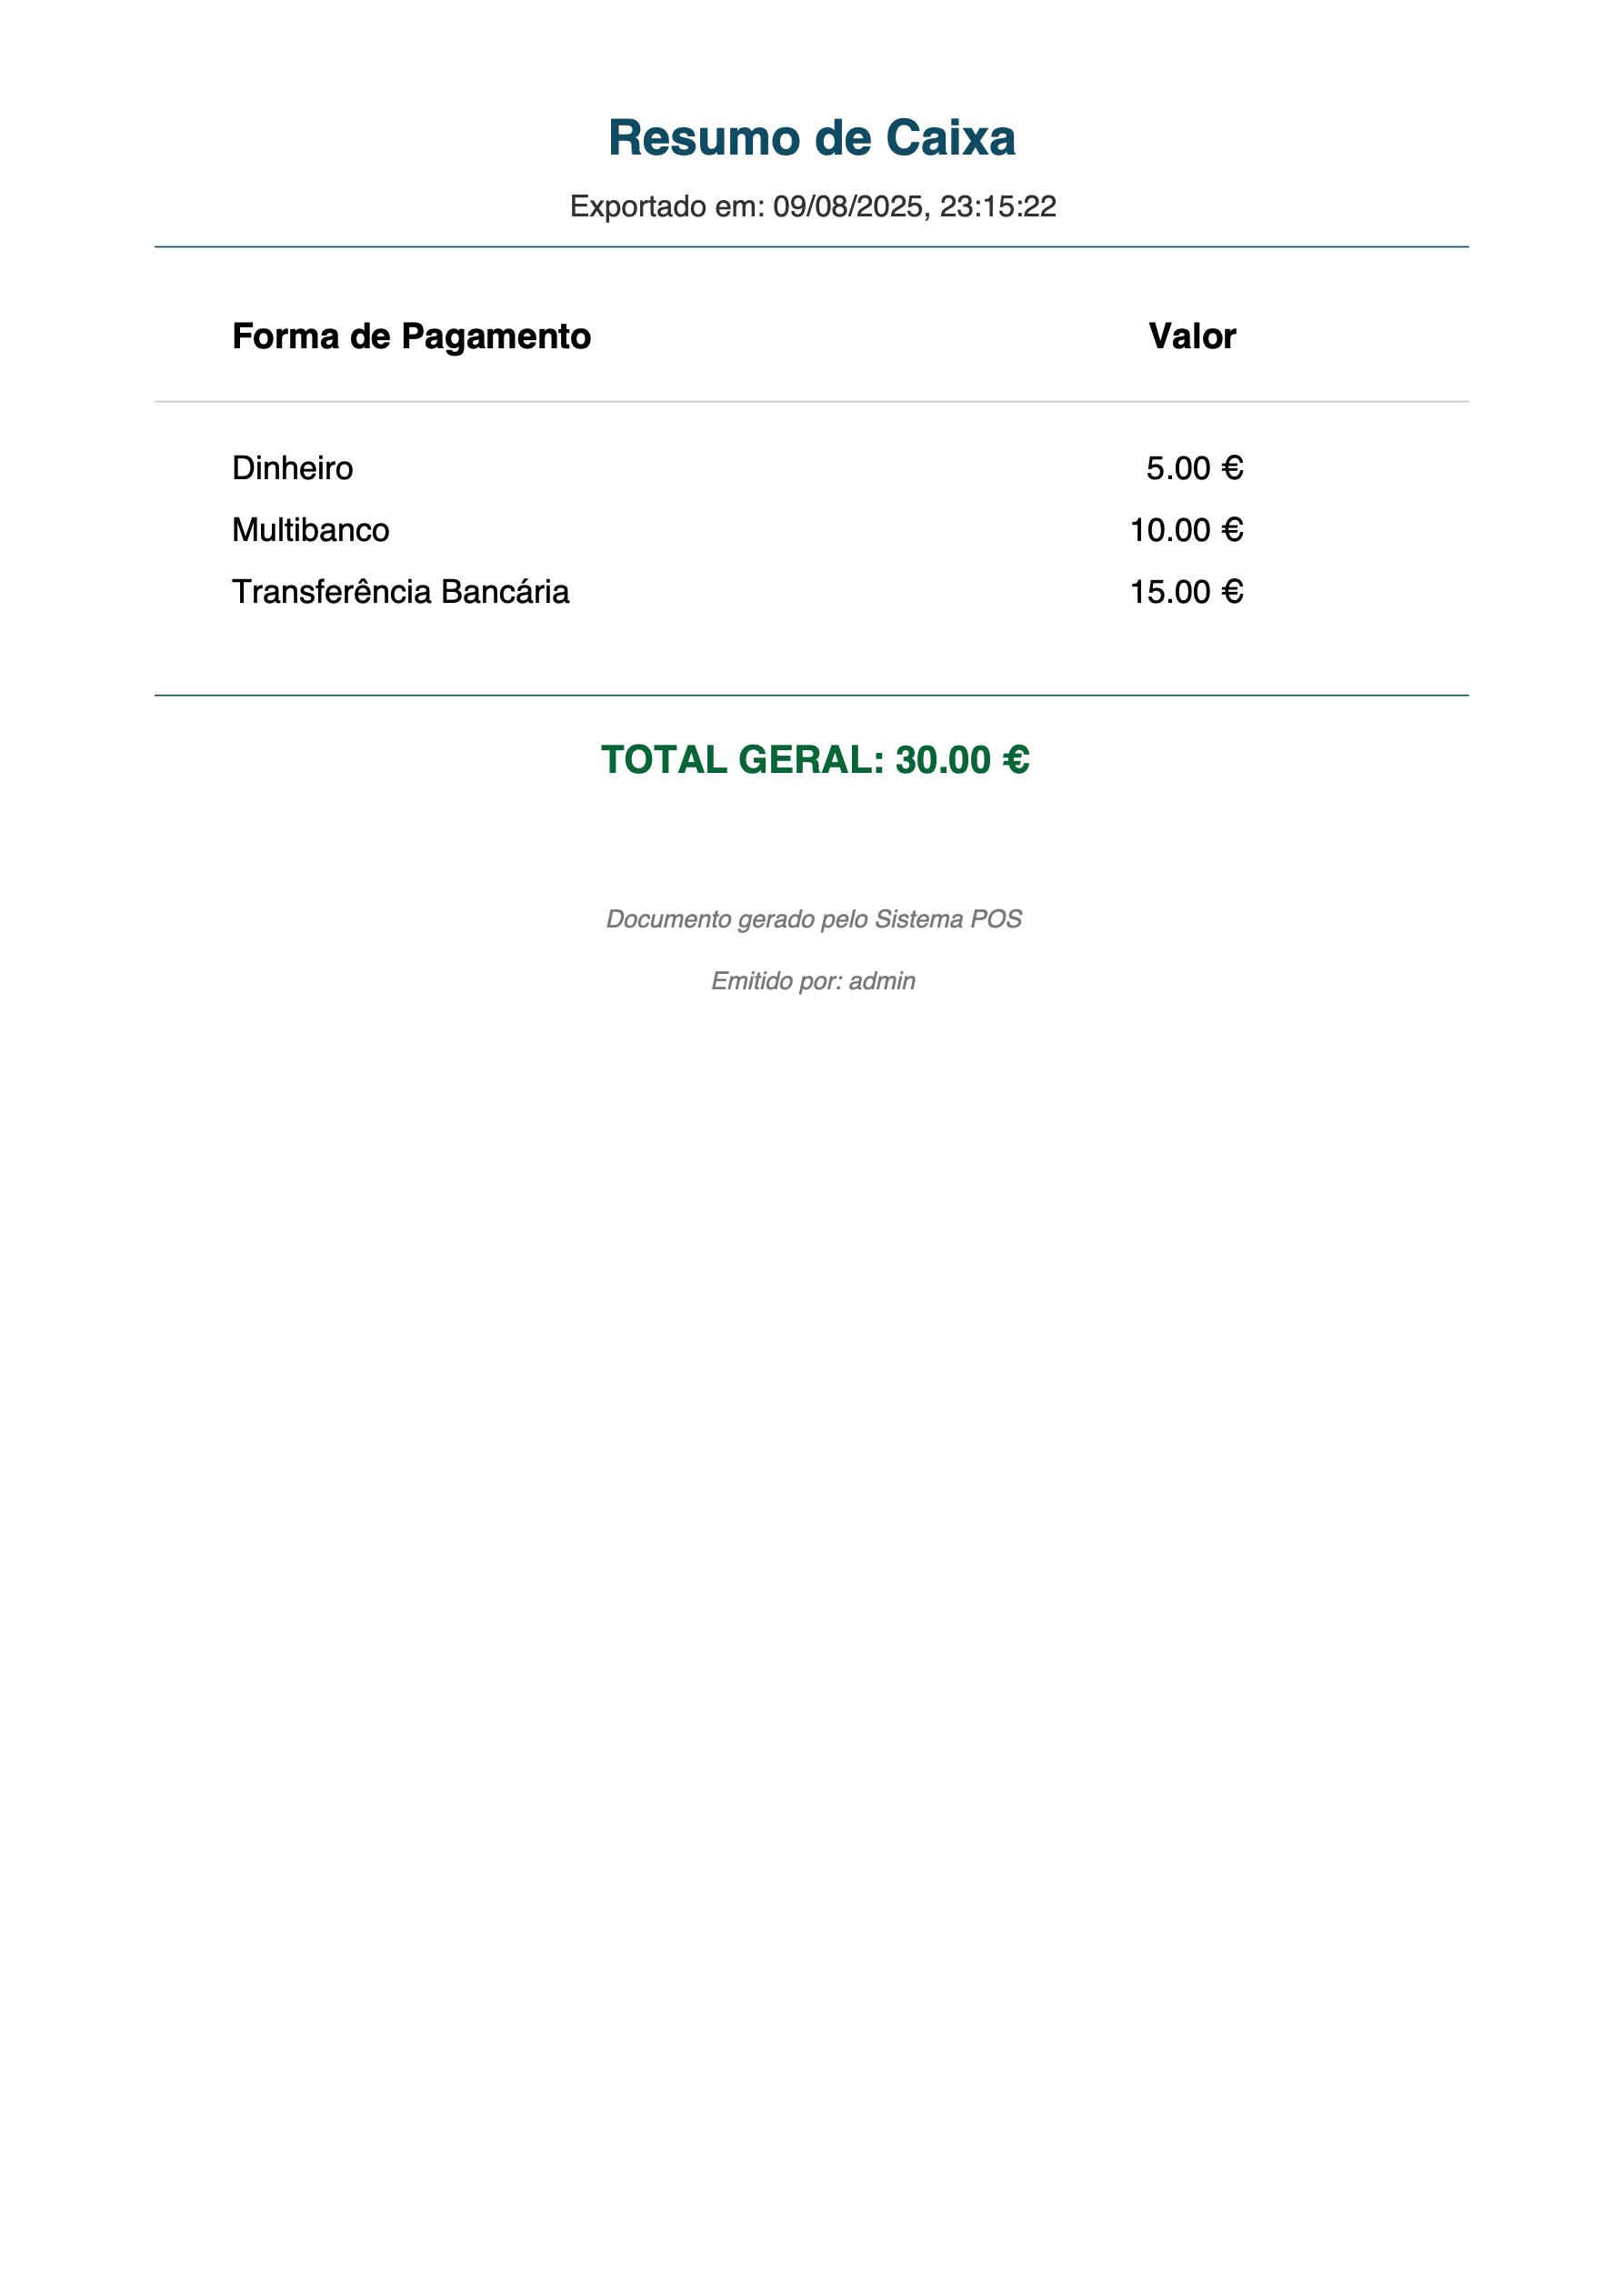 Resumo de Caixa
Exportado em: 09/08/2025, 23:15:22
Forma de Pagamento Valor
Dinheiro 5.00 €
Multibanco 10.00 €
Transferência Bancária 15.00 €
TOTAL GERAL: 30.00 €
Documento gerado pelo Sistema POS
Emitido por: admin